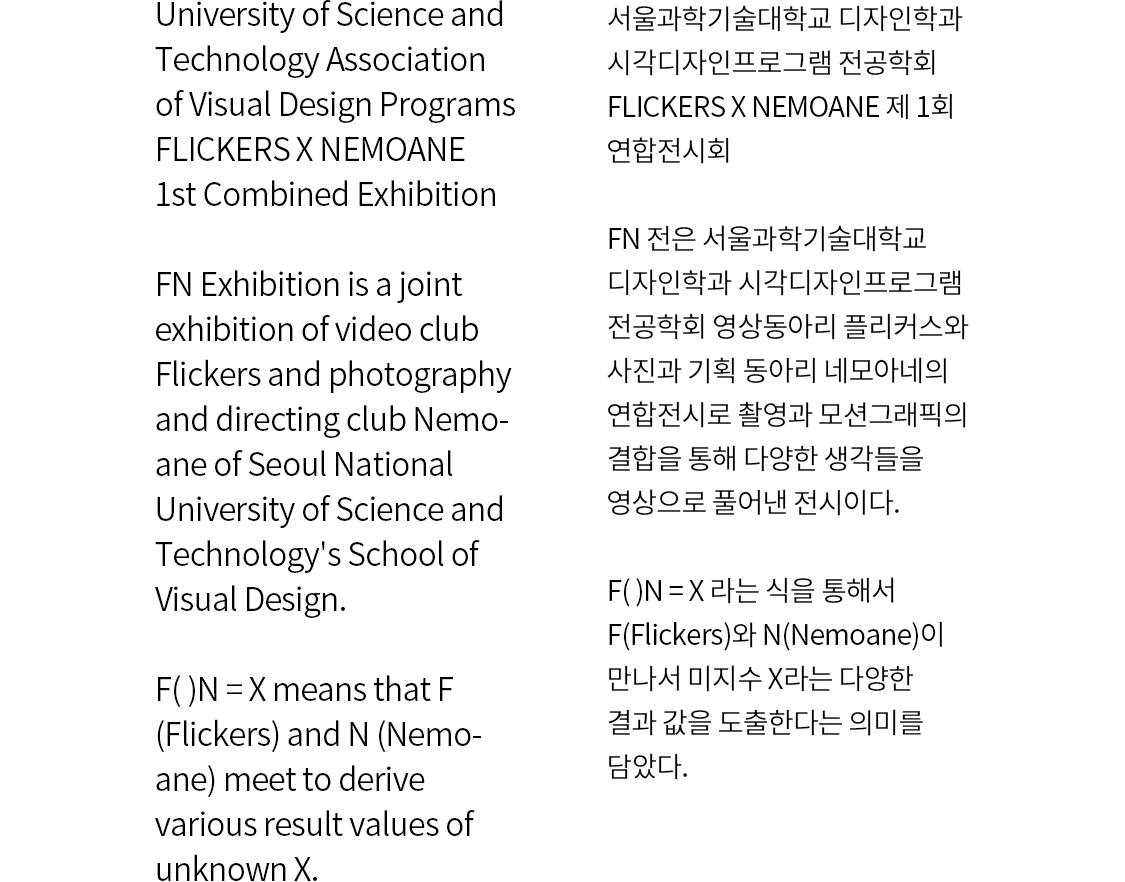 University of Science and
Technology Association
of Visual Design Programs
FLICKERS X NEMOANE
1st Combined Exhibition
FN Exhibition is a joint
exhibition of video club
Flickers and photography
and directing club Nemo-
ane of Seoul National
University of Science and
Technology's School of
Visual Design.
F( )N = X means that F
(Flickers) and N (Nemo-
ane) meet to derive
various result values of
unknown X.
서울과학기술대학교 디자인학과
시각디자인프로그램 전공학회
FLICKERS X NEMOANE 제 1회
연합전시회
FN 전은 서울과학기술대학교
디자인학과 시각디자인프로그램
전공학회 영상동아리 플리커스와
사진과 기획 동아리 네모아네의
연합전시로 촬영과 모션그래픽의
결합을 통해 다양한 생각들을
영상으로 풀어낸 전시이다.
F( )N = X 라는 식을 통해서
F(Flickers)와 N(Nemoane)이
만나서 미지수 X라는 다양한
결과 값을 도출한다는 의미를
담았다.